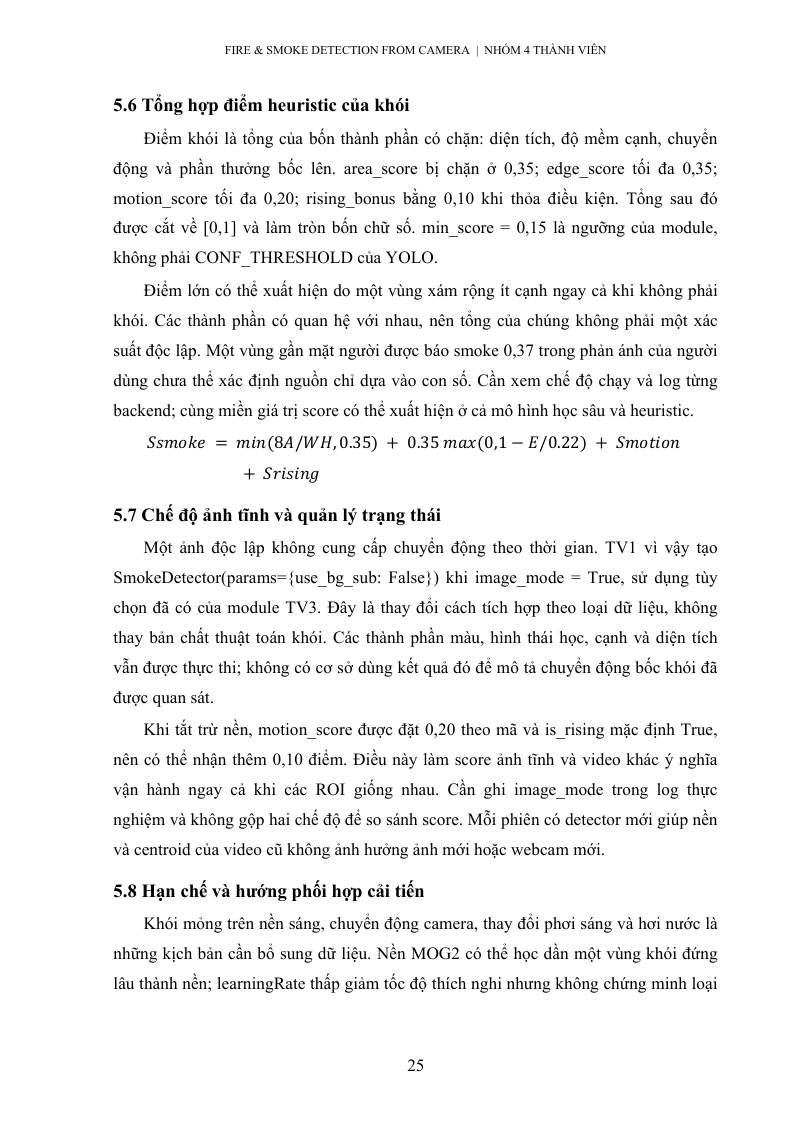 FIRE & SMOKE DETECTION FROM CAMERA | NHÓM 4 THÀNH VIÊN
5.6 Tổng hợp điểm heuristic của khói
Điểm khói là tổng của bốn thành phần có chặn: diện tích, độ mềm cạnh, chuyển
động và phần thưởng bốc lên. area_score bị chặn ở 0,35; edge_score tối đa 0,35;
motion_score tối đa 0,20; rising_bonus bằng 0,10 khi thỏa điều kiện. Tổng sau đó
được cắt về [0,1] và làm tròn bốn chữ số. min_score = 0,15 là ngưỡng của module,
không phải CONF_THRESHOLD của YOLO.
Điểm lớn có thể xuất hiện do một vùng xám rộng ít cạnh ngay cả khi không phải
khói. Các thành phần có quan hệ với nhau, nên tổng của chúng không phải một xác
suất độc lập. Một vùng gần mặt người được báo smoke 0,37 trong phản ánh của người
dùng chưa thể xác định nguồn chỉ dựa vào con số. Cần xem chế độ chạy và log từng
backend; cùng miền giá trị score có thể xuất hiện ở cả mô hình học sâu và heuristic.
Ssmoke = min(8A/WH, 0.35) + 0.35 max(0,1 − E/0.22) + Smotion
+ Srising
5.7 Chế độ ảnh tĩnh và quản lý trạng thái
Một ảnh độc lập không cung cấp chuyển động theo thời gian. TV1 vì vậy tạo
SmokeDetector(params={use_bg_sub: False}) khi image_mode = True, sử dụng tùy
chọn đã có của module TV3. Đây là thay đổi cách tích hợp theo loại dữ liệu, không
thay bản chất thuật toán khói. Các thành phần màu, hình thái học, cạnh và diện tích
vẫn được thực thi; không có cơ sở dùng kết quả đó để mô tả chuyển động bốc khói đã
được quan sát.
Khi tắt trừ nền, motion_score được đặt 0,20 theo mã và is_rising mặc định True,
nên có thể nhận thêm 0,10 điểm. Điều này làm score ảnh tĩnh và video khác ý nghĩa
vận hành ngay cả khi các ROI giống nhau. Cần ghi image_mode trong log thực
nghiệm và không gộp hai chế độ để so sánh score. Mỗi phiên có detector mới giúp nền
và centroid của video cũ không ảnh hưởng ảnh mới hoặc webcam mới.
5.8 Hạn chế và hướng phối hợp cải tiến
Khói mỏng trên nền sáng, chuyển động camera, thay đổi phơi sáng và hơi nước là
những kịch bản cần bổ sung dữ liệu. Nền MOG2 có thể học dần một vùng khói đứng
lâu thành nền; learningRate thấp giảm tốc độ thích nghi nhưng không chứng minh loại
25